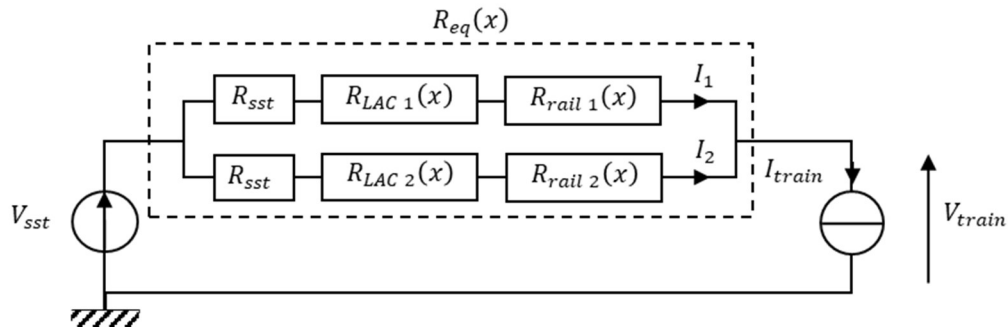 R_eq(x)
R_sst R_LAC 1(x) R_rail 1(x) I_1
R_sst R_LAC 2(x) R_rail 2(x) I_2
I_train
V_sst
V_train